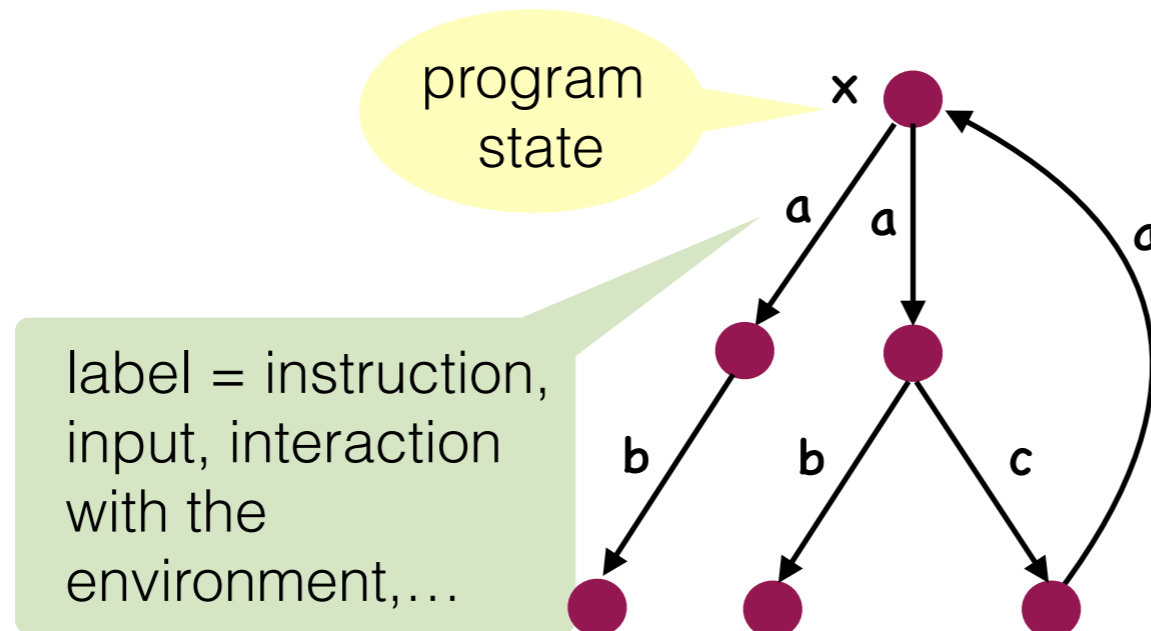 program
state
x
a
a
label = instruction,
input, interaction
with the
environment,…
b
b
c